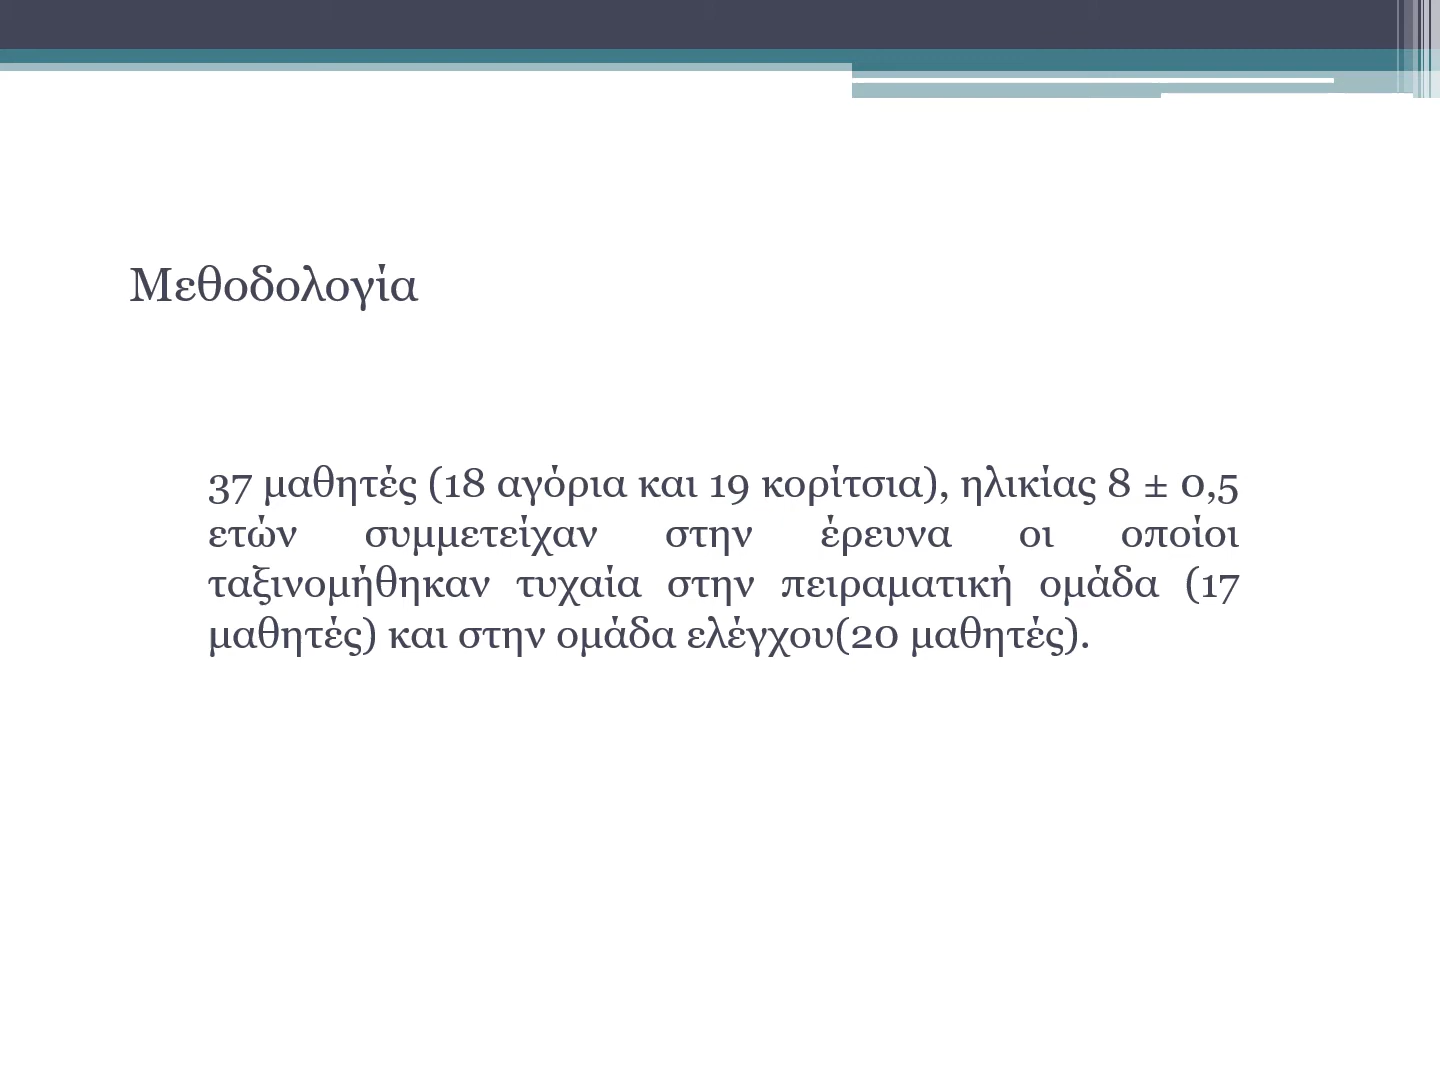 Μεθοδολογία
37 μαθητές (18 αγόρια και 19 κορίτσια), ηλικίας 8 ± 0,5
ετών συμμετείχαν στην έρευνα οι οποίοι
ταξινομήθηκαν τυχαία στην πειραματική ομάδα (17
μαθητές) και στην ομάδα ελέγχου(20 μαθητές).